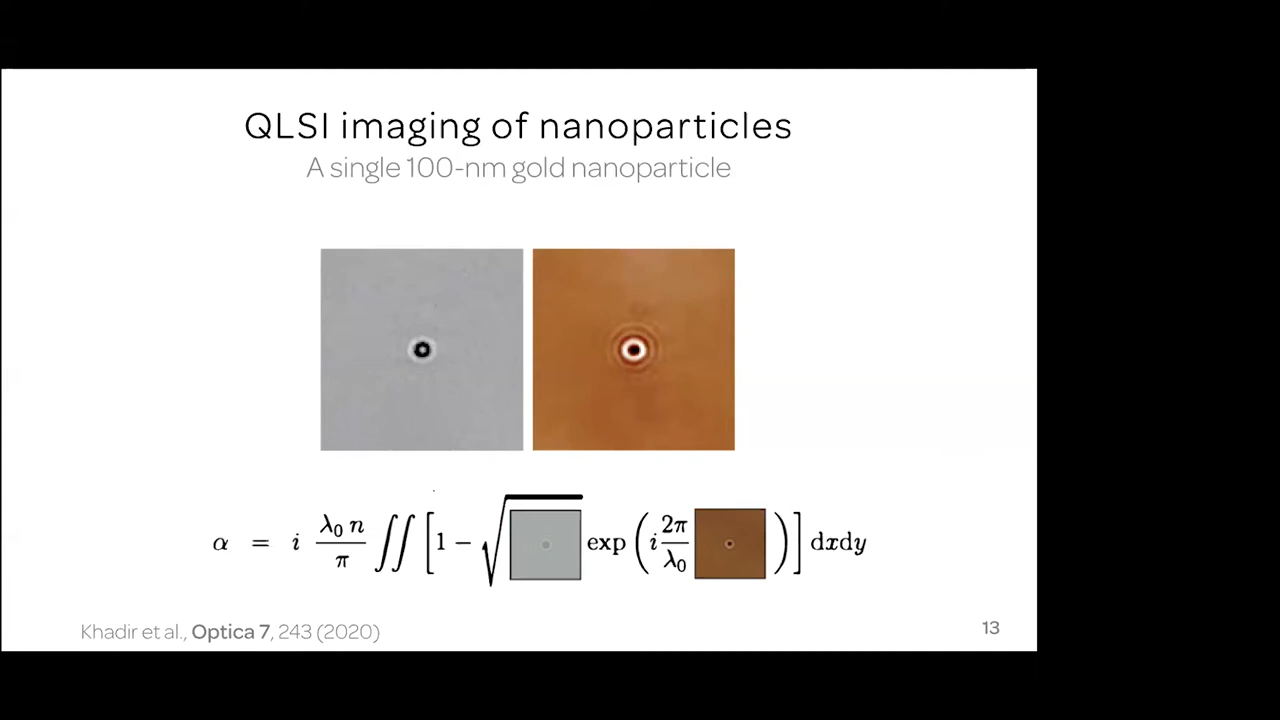 QLSI imaging of nanoparticles
A single 100-nm gold nanoparticle
α = i λ₀ n / π ∬ [1 − √ exp (i 2π / λ₀ )] dxdy
Khadir et al., Optica 7, 243 (2020)
13